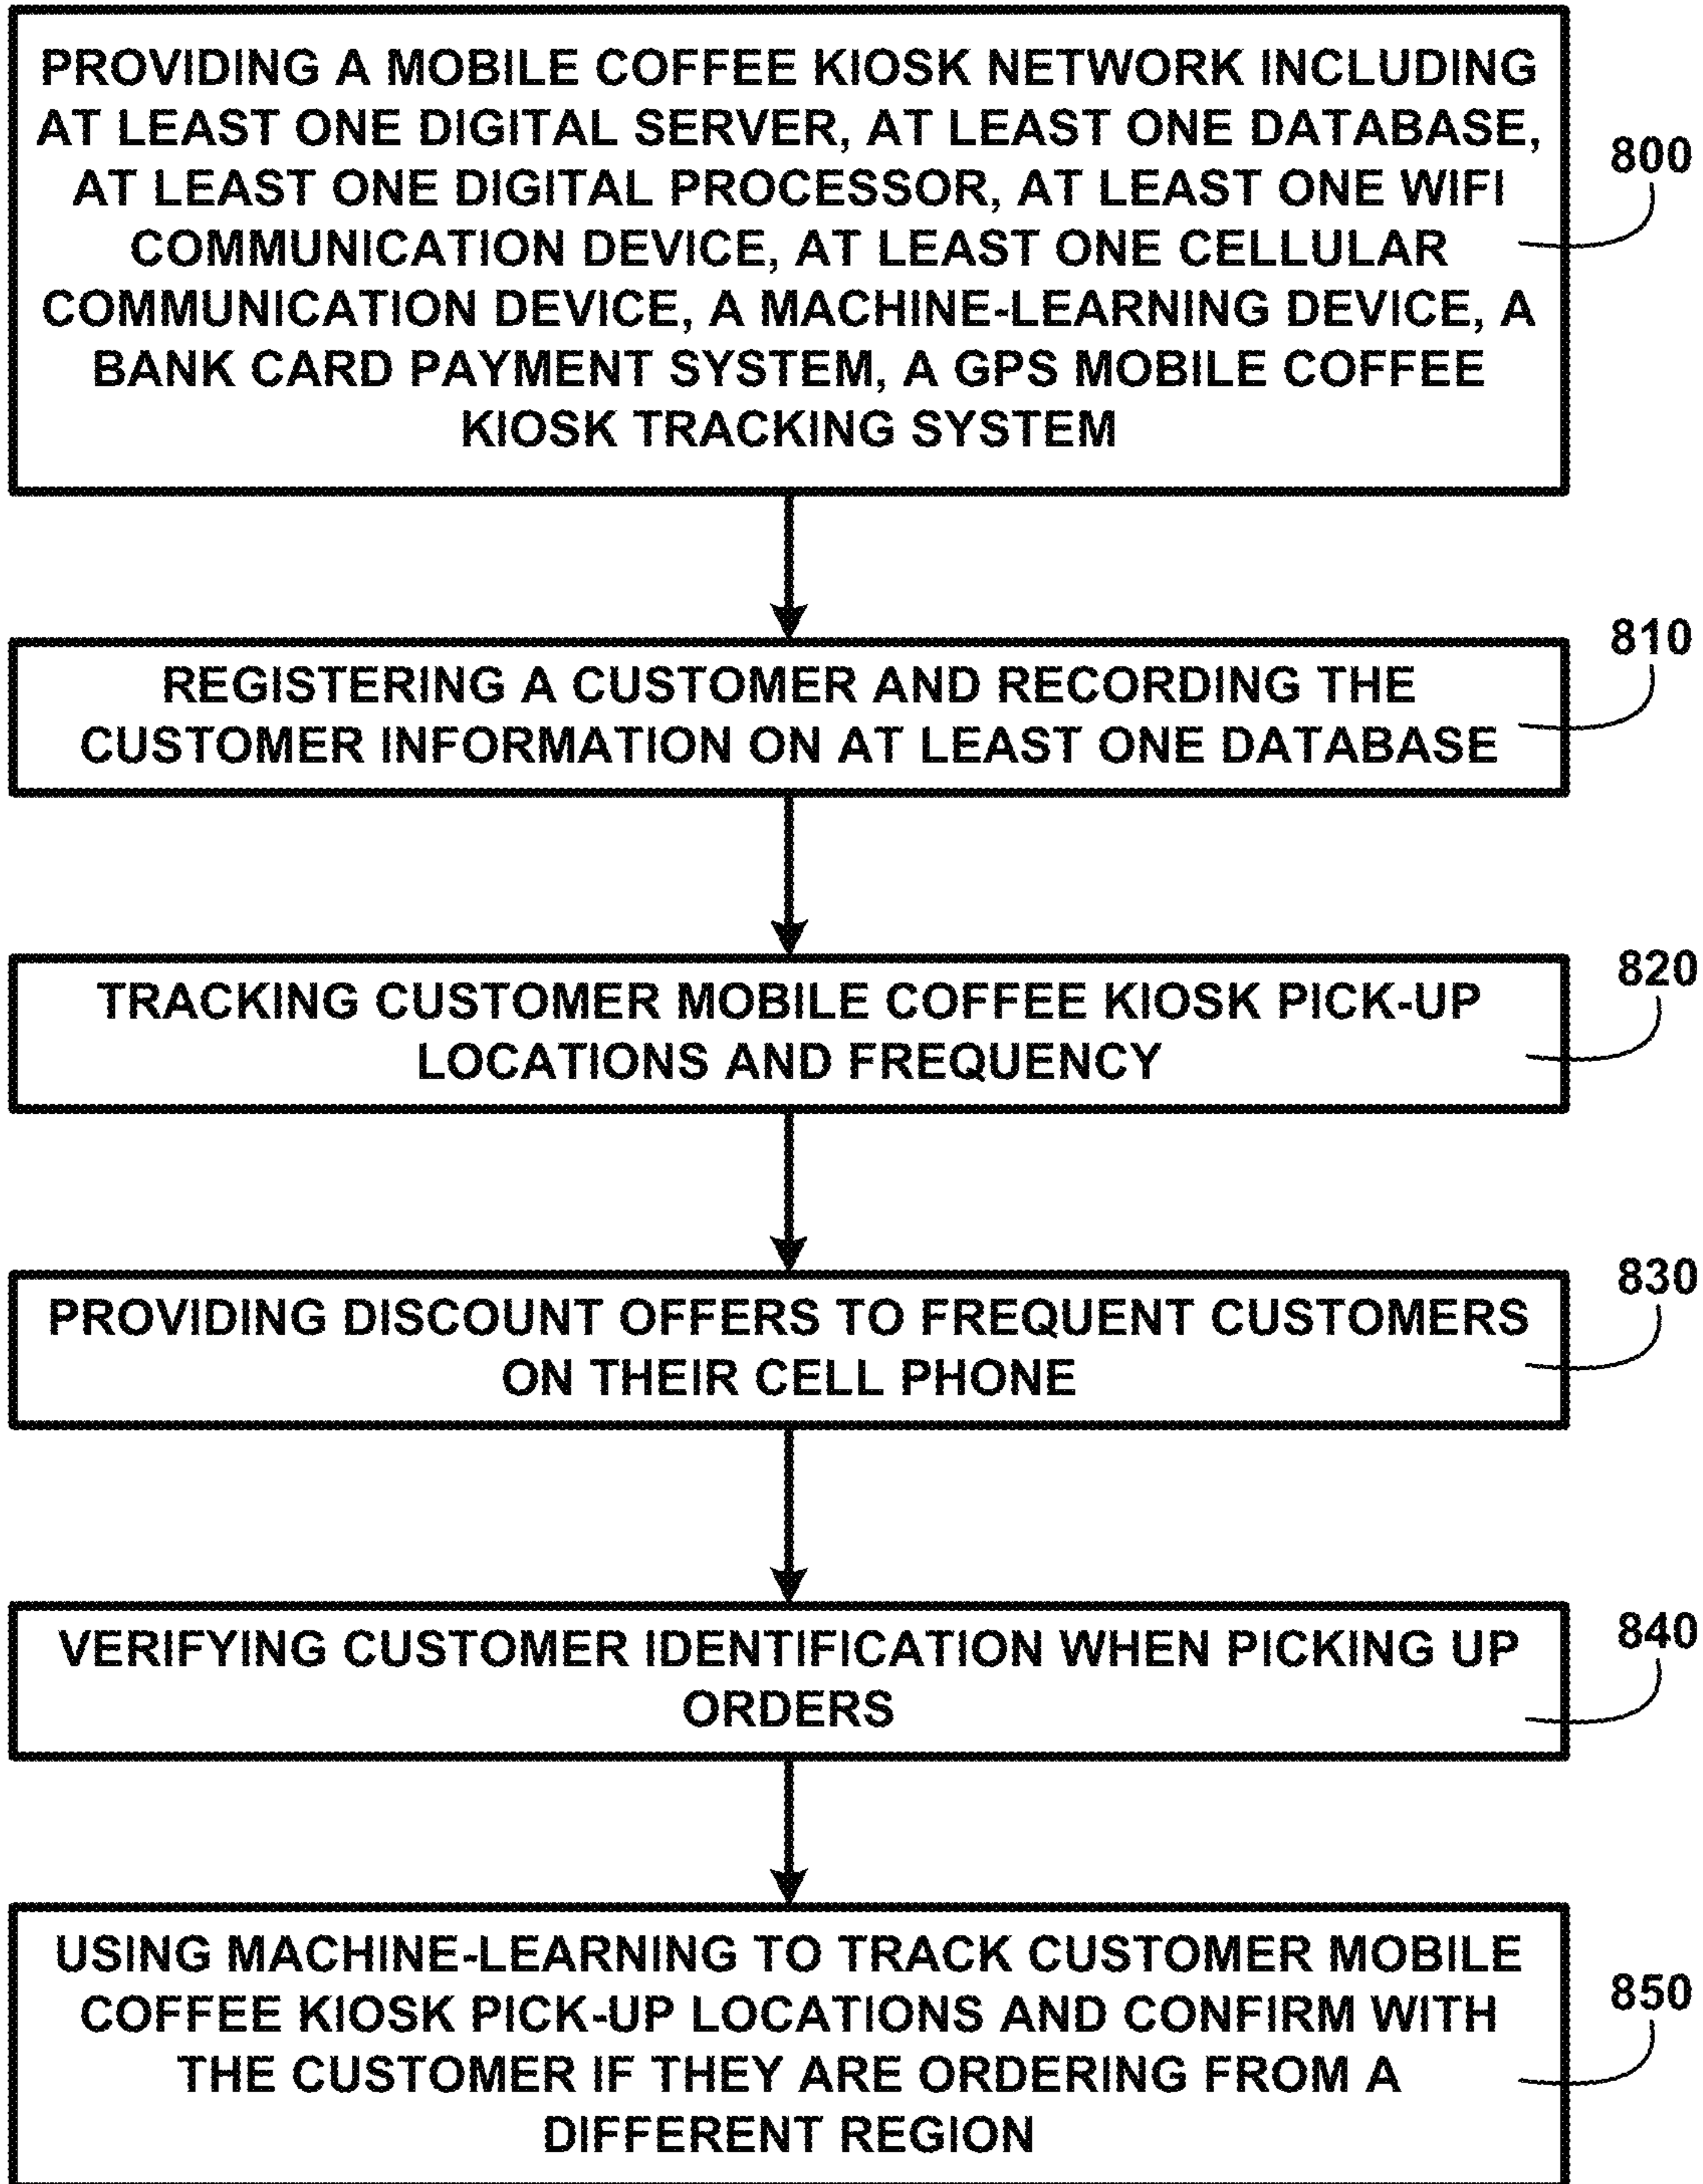 PROVIDING A MOBILE COFFEE KIOSK NETWORK INCLUDING
AT LEAST ONE DIGITAL SERVER, AT LEAST ONE DATABASE,
AT LEAST ONE DIGITAL PROCESSOR, AT LEAST ONE WIFI
COMMUNICATION DEVICE, AT LEAST ONE CELLULAR
COMMUNICATION DEVICE, A MACHINE-LEARNING DEVICE, A
BANK CARD PAYMENT SYSTEM, A GPS MOBILE COFFEE
KIOSK TRACKING SYSTEM
800
REGISTERING A CUSTOMER AND RECORDING THE
CUSTOMER INFORMATION ON AT LEAST ONE DATABASE
810
TRACKING CUSTOMER MOBILE COFFEE KIOSK PICK-UP
LOCATIONS AND FREQUENCY
820
PROVIDING DISCOUNT OFFERS TO FREQUENT CUSTOMERS
ON THEIR CELL PHONE
830
VERIFYING CUSTOMER IDENTIFICATION WHEN PICKING UP
ORDERS
840
USING MACHINE-LEARNING TO TRACK CUSTOMER MOBILE
COFFEE KIOSK PICK-UP LOCATIONS AND CONFIRM WITH
THE CUSTOMER IF THEY ARE ORDERING FROM A
DIFFERENT REGION
850